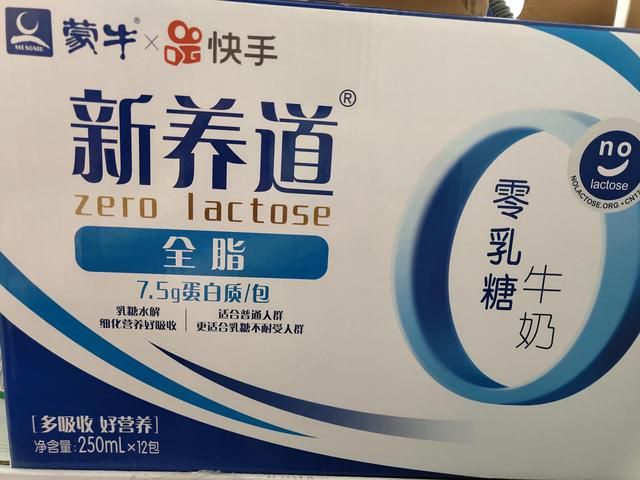 MENGNIU 蒙牛® × 快手
新养道®
zero lactose
全脂
7.5g蛋白质/包
乳糖水解
细化营养好吸收
适合普通人群
更适合乳糖不耐受人群
零乳糖
牛奶
no
lactose
NOLACTOSE.ORG • CN17
[多吸收 好营养]
净含量: 250mL×12包